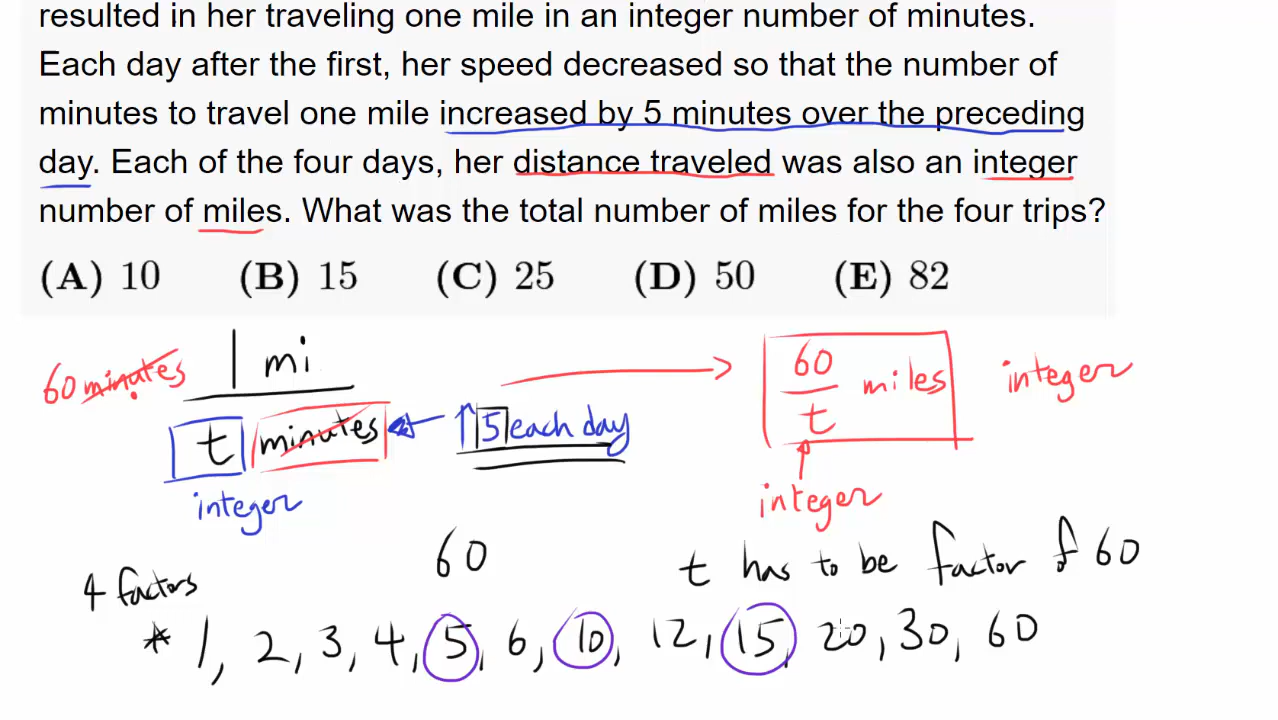 resulted in her traveling one mile in an integer number of minutes.
Each day after the first, her speed decreased so that the number of
minutes to travel one mile increased by 5 minutes over the preceding
day. Each of the four days, her distance traveled was also an integer
number of miles. What was the total number of miles for the four trips?
(A) 10 (B) 15 (C) 25 (D) 50 (E) 82
60 minutes
1 mi
t minutes
↑ 5 each day
integer
60
t
miles
integer
integer
60
t has to be factor of 60
4 factors
* 1, 2, 3, 4, 5, 6, 10, 12, 15, 20, 30, 60